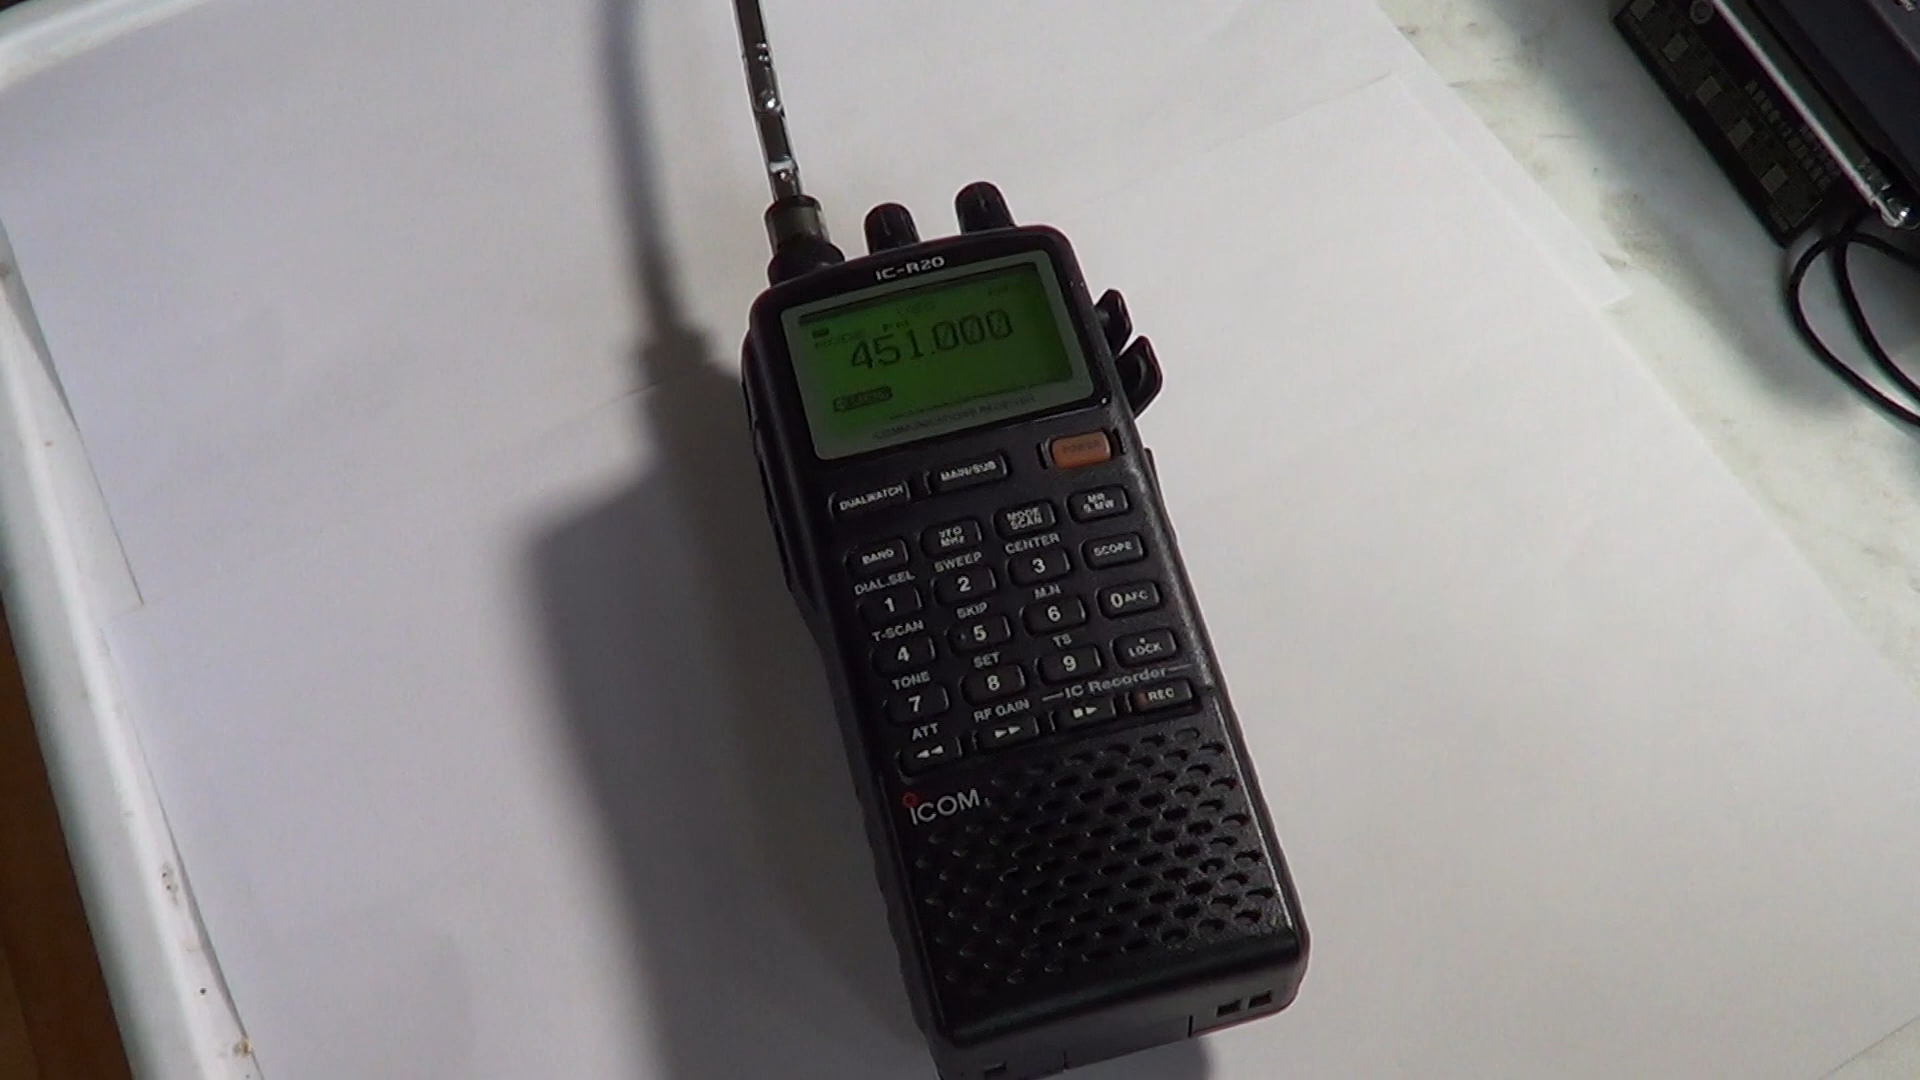 IC-R20
451.000
COMMUNICATIONS RECEIVER
POWER
DUALWATCH MAIN/SUB
BAND VFO MHz MODE SCAN MR S.MW
DIAL.SEL SWEEP CENTER SCOPE
1 2 3
T-SCAN SKIP M.N 0 AFC
4 5 6
TONE SET TS . LOCK
7 8 9
ATT RF GAIN IC Recorder
◄◄ ►► ■► REC
ICOM